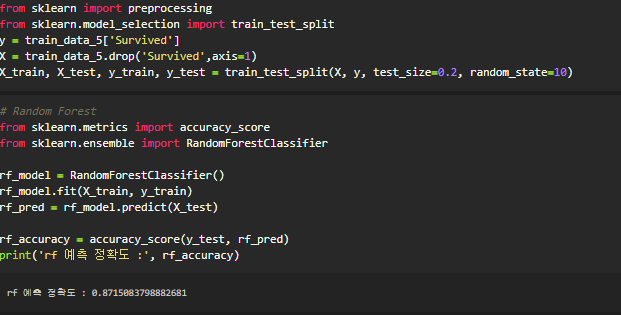 from sklearn import preprocessing
from sklearn.model_selection import train_test_split
y = train_data_5['Survived']
X = train_data_5.drop('Survived',axis=1)
X_train, X_test, y_train, y_test = train_test_split(X, y, test_size=0.2, random_state=10)
# Random Forest
from sklearn.metrics import accuracy_score
from sklearn.ensemble import RandomForestClassifier
rf_model = RandomForestClassifier()
rf_model.fit(X_train, y_train)
rf_pred = rf_model.predict(X_test)
rf_accuracy = accuracy_score(y_test, rf_pred)
print('rf 예측 정확도 :', rf_accuracy)
rf 예측 정확도 : 0.8715083798882681